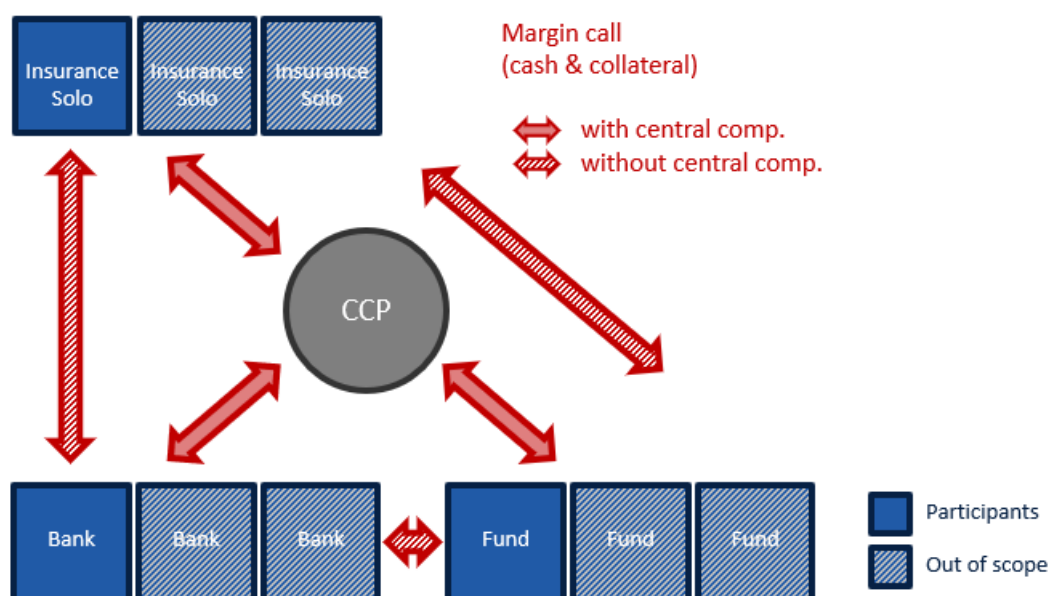 Insurance
Solo
Insurance
Solo
Insurance
Solo
Margin call
(cash & collateral)
with central comp.
without central comp.
CCP
Bank
Bank
Bank
Fund
Fund
Fund
Participants
Out of scope